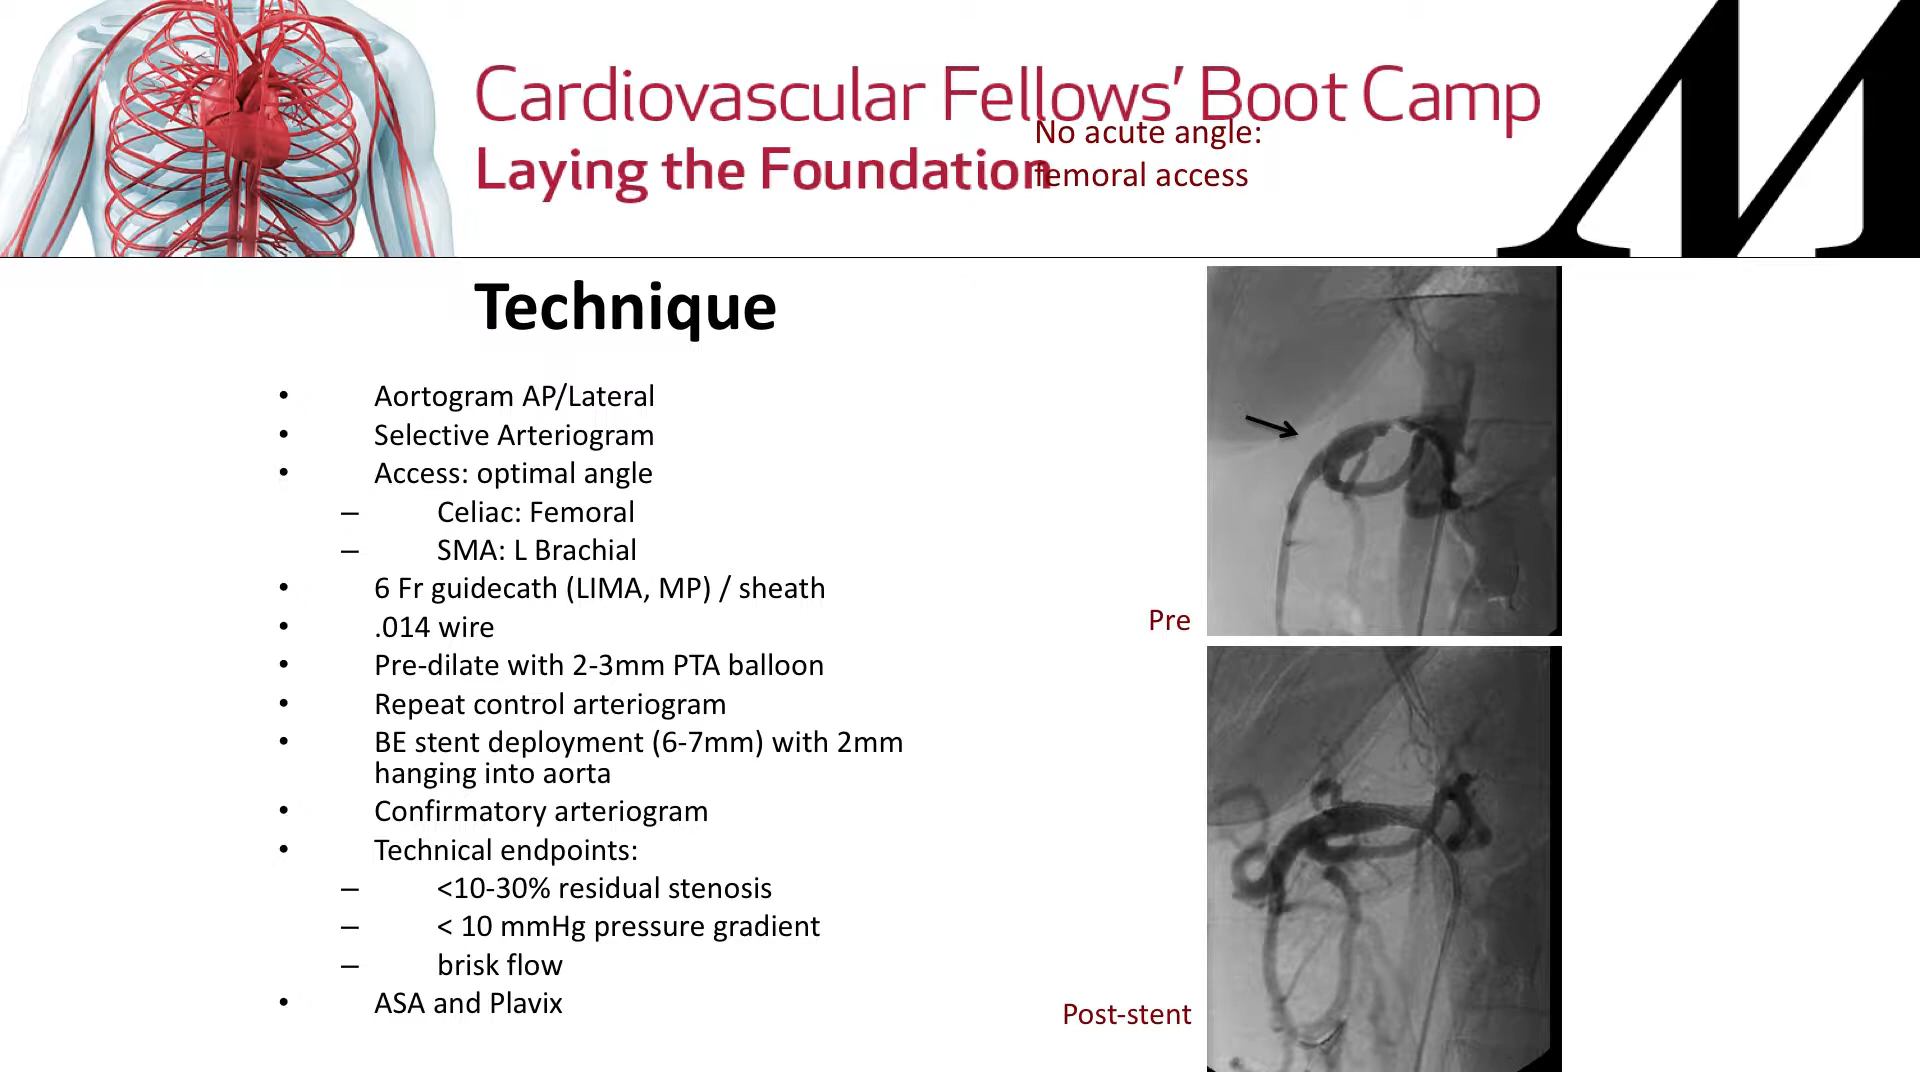 Cardiovascular Fellows' Boot Camp
Laying the Foundation
No acute angle:
femoral access
Technique
• Aortogram AP/Lateral
• Selective Arteriogram
• Access: optimal angle
– Celiac: Femoral
– SMA: L Brachial
• 6 Fr guidecath (LIMA, MP) / sheath
• .014 wire
• Pre-dilate with 2-3mm PTA balloon
• Repeat control arteriogram
• BE stent deployment (6-7mm) with 2mm
hanging into aorta
• Confirmatory arteriogram
• Technical endpoints:
– <10-30% residual stenosis
– < 10 mmHg pressure gradient
– brisk flow
• ASA and Plavix
Pre
Post-stent
M